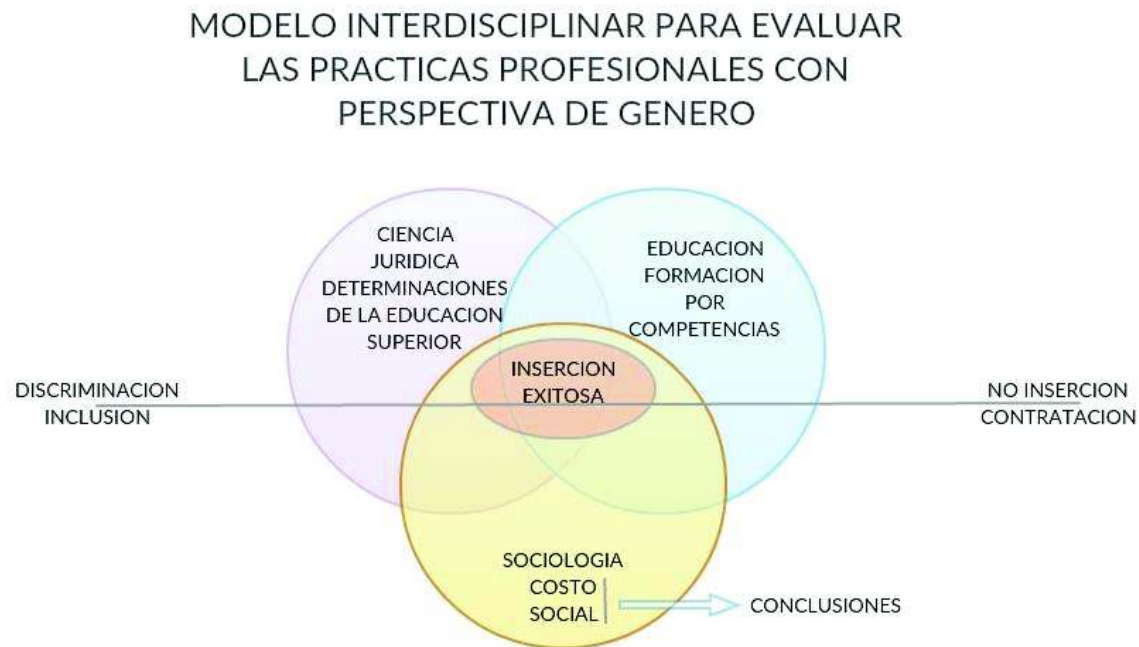 MODELO INTERDISCIPLINAR PARA EVALUAR
LAS PRACTICAS PROFESIONALES CON
PERSPECTIVA DE GENERO
CIENCIA
JURIDICA
DETERMINACIONES
DE LA EDUCACION
SUPERIOR
EDUCACION
FORMACION
POR
COMPETENCIAS
INSERCION
EXITOSA
DISCRIMINACION
INCLUSION
NO INSERCION
CONTRATACION
SOCIOLOGIA
COSTO
SOCIAL
CONCLUSIONES